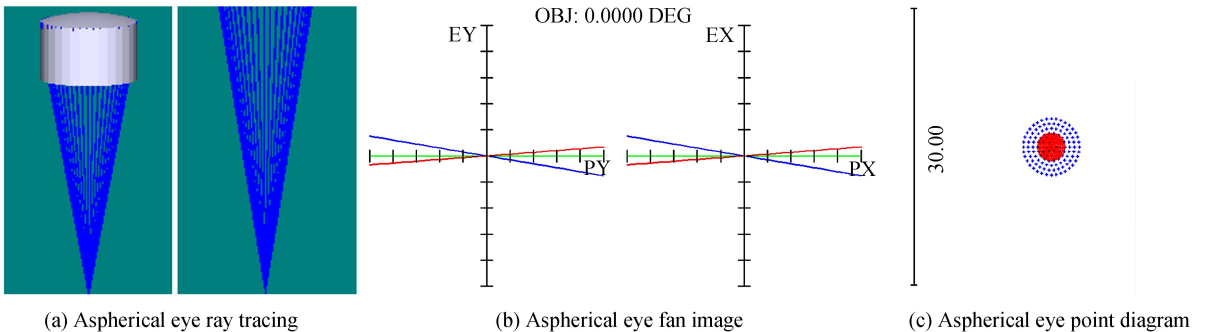 OBJ: 0.0000 DEG
EY
EX
PY
PX
30.00
(a) Aspherical eye ray tracing
(b) Aspherical eye fan image
(c) Aspherical eye point diagram